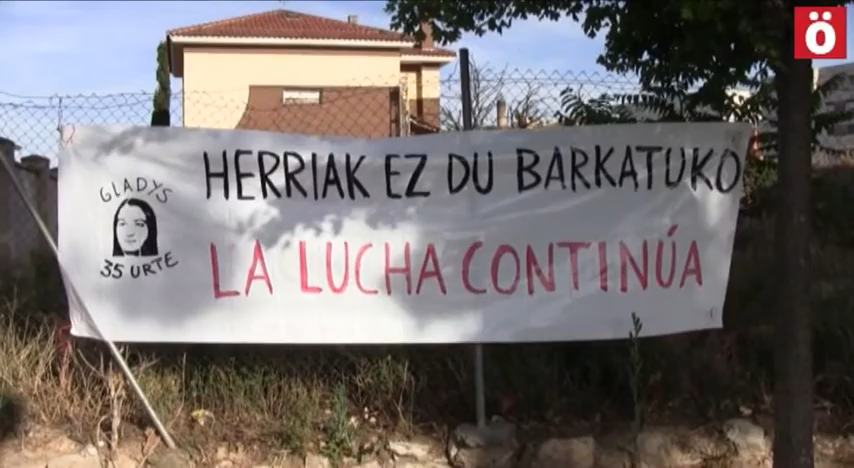 ö
HERRIAK EZ DU BARKATUKO
GLADYS
35 URTE
LA LUCHA CONTINÚA